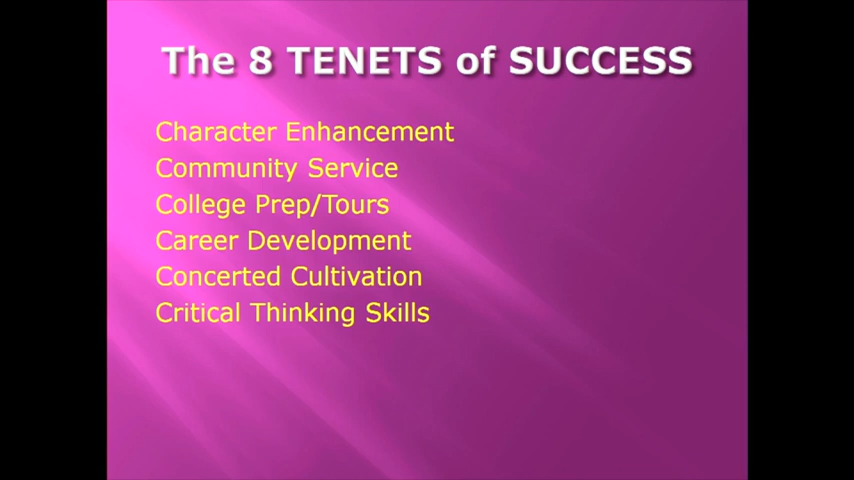 The 8 TENETS of SUCCESS
Character Enhancement
Community Service
College Prep/Tours
Career Development
Concerted Cultivation
Critical Thinking Skills